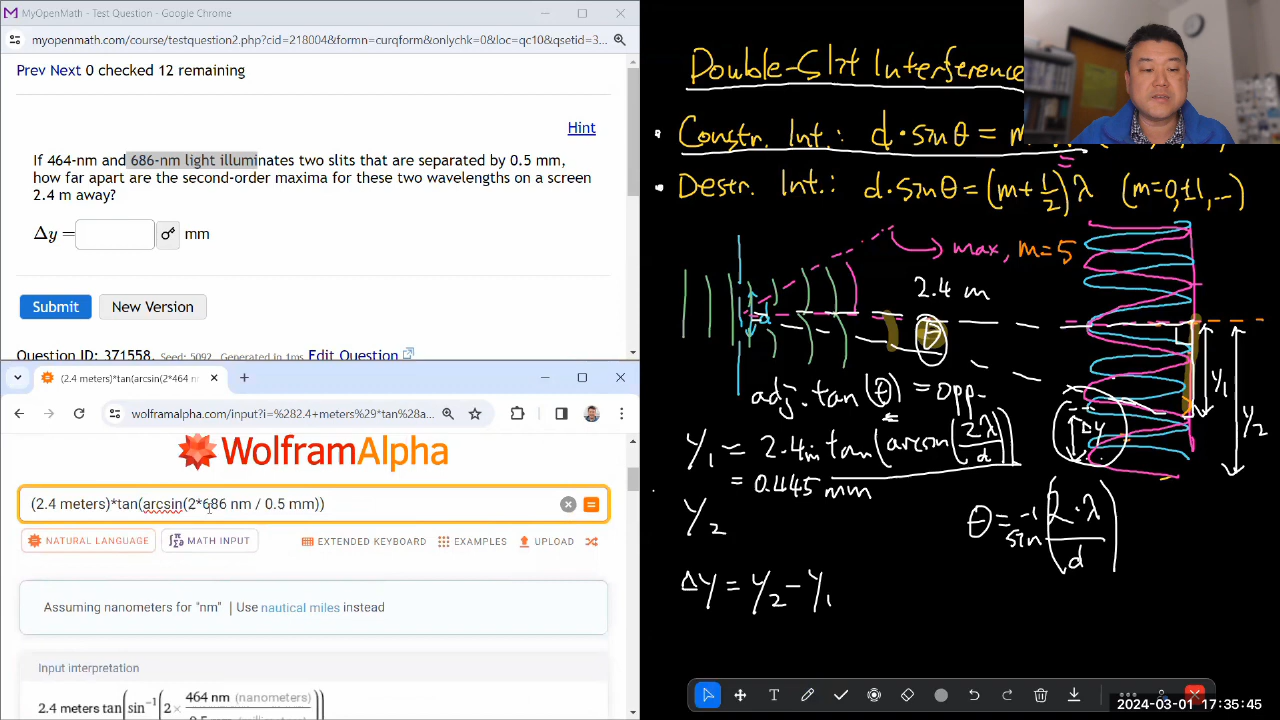 MyOpenMath - Test Question - Google Chrome
myopenmath.com/course/testquestion2.php?cid=218004&formn=curqform&onlychk=0&loc=qc10&qsetid=3...
Prev Next 0 checked 12 remaining
Hint
If 464-nm and 686-nm light illuminates two slits that are separated by 0.5 mm,
how far apart are the second-order maxima for these two wavelengths on a screen
2.4 m away?
Δy = mm
Submit New Version
Question ID: 371558. Seed: 5092. Generated in 1ms Edit Question
(2.4 meters)*tan(arcsin(2*464 n
wolframalpha.com/input?i=%282.4+meters%29*tan%28a...
WolframAlpha
(2.4 meters)*tan(arcsin(2*686 nm / 0.5 mm))
NATURAL LANGUAGE MATH INPUT EXTENDED KEYBOARD EXAMPLES UPLOAD
Assuming nanometers for "nm" | Use nautical miles instead
Input interpretation
2.4 meters tan(sin⁻¹(2 × 464 nm (nanometers)
Double-Slit Interference
• Constr. Int.: d·sinθ = m
• Destr. Int.: d·sinθ = (m+½)λ (m=0,±1,...)
max, m=5
2.4 m
d
θ
adj.·tan(θ) = opp.
y₁ = 2.4m tan(arcsin(2λ/d))
= 0.445 mm
y₂
Δy = y₂ − y₁
θ = sin⁻¹(2·λ/d)
Δy
y₁
y₂
2024-03-01 17:35:45